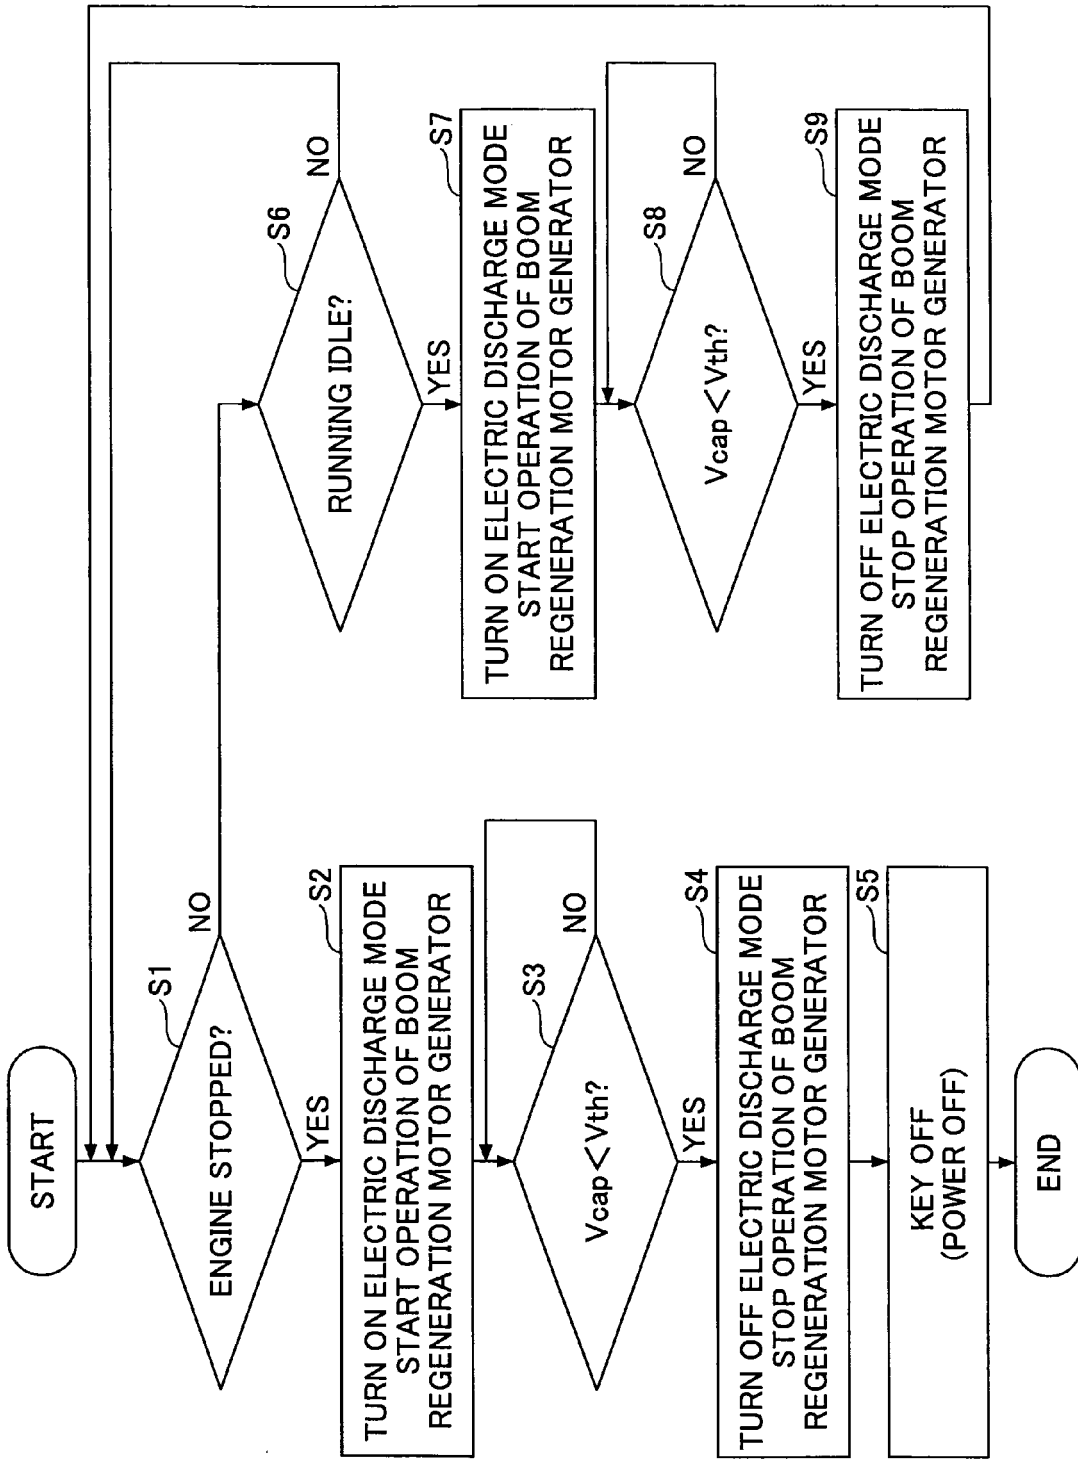 START
S1
ENGINE STOPPED?
NO
YES
S2
TURN ON ELECTRIC DISCHARGE MODE
START OPERATION OF BOOM
REGENERATION MOTOR GENERATOR
S3
Vcap<Vth?
NO
YES
S4
TURN OFF ELECTRIC DISCHARGE MODE
STOP OPERATION OF BOOM
REGENERATION MOTOR GENERATOR
S5
KEY OFF
(POWER OFF)
END
S6
RUNNING IDLE?
NO
YES
S7
TURN ON ELECTRIC DISCHARGE MODE
START OPERATION OF BOOM
REGENERATION MOTOR GENERATOR
S8
Vcap<Vth?
NO
YES
S9
TURN OFF ELECTRIC DISCHARGE MODE
STOP OPERATION OF BOOM
REGENERATION MOTOR GENERATOR